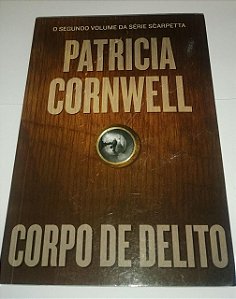 O SEGUNDO VOLUME DA SÉRIE SCARPETTA
PATRICIA
CORNWELL
CORPO DE DELITO